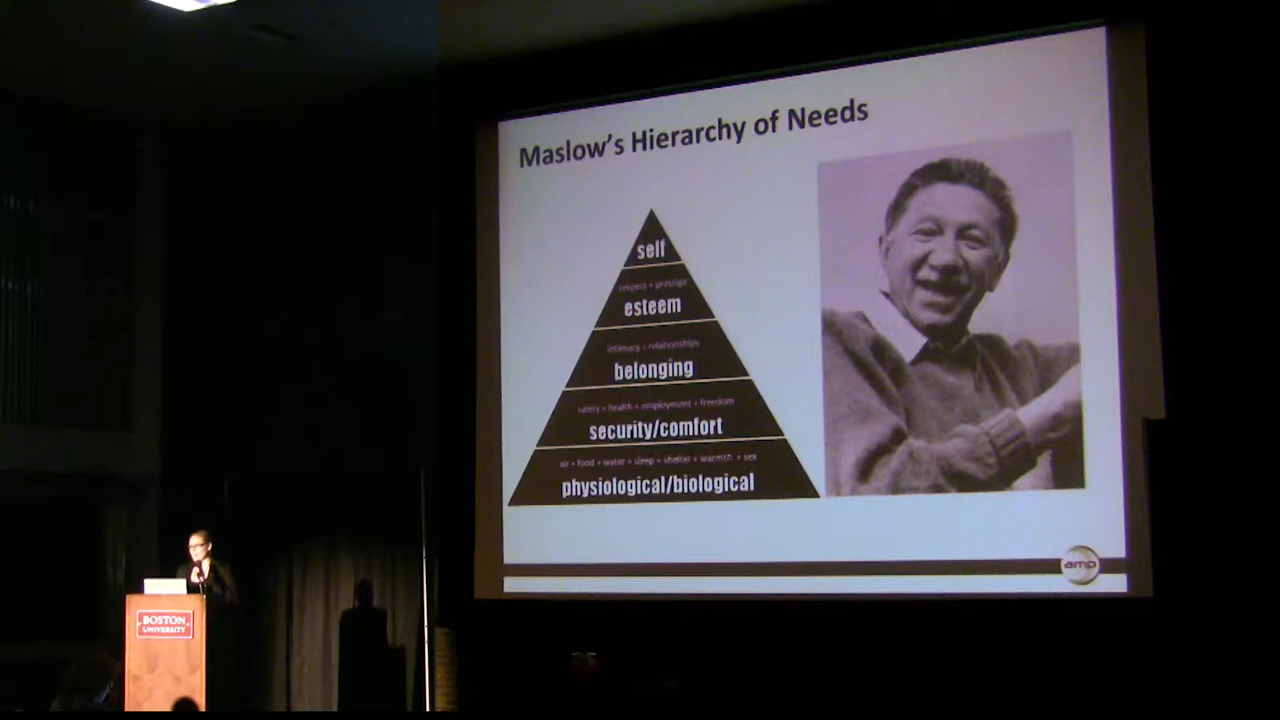 Maslow's Hierarchy of Needs
self
respect + prestige
esteem
intimacy + relationships
belonging
safety + health + employment + freedom
security/comfort
air + food + water + sleep + shelter + warmth + sex
physiological/biological
amp
BOSTON
UNIVERSITY